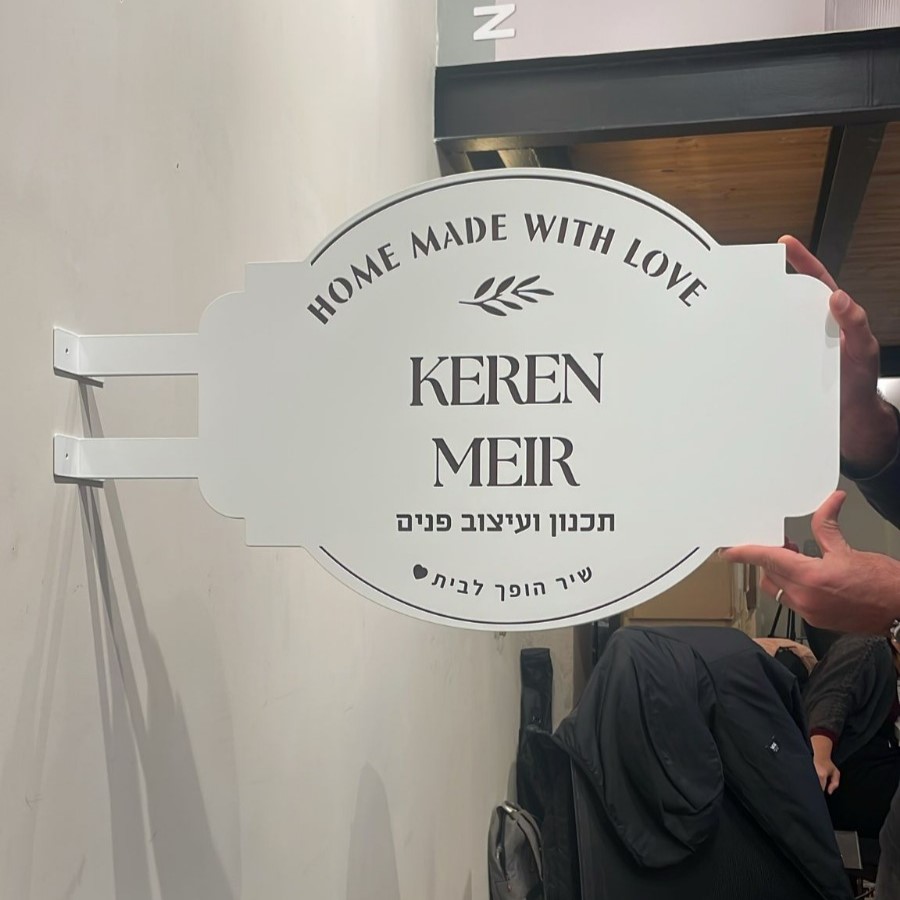 HOME MADE WITH LOVE
KEREN
MEIR
תכנון ועיצוב פנים
שיר הופך לבית